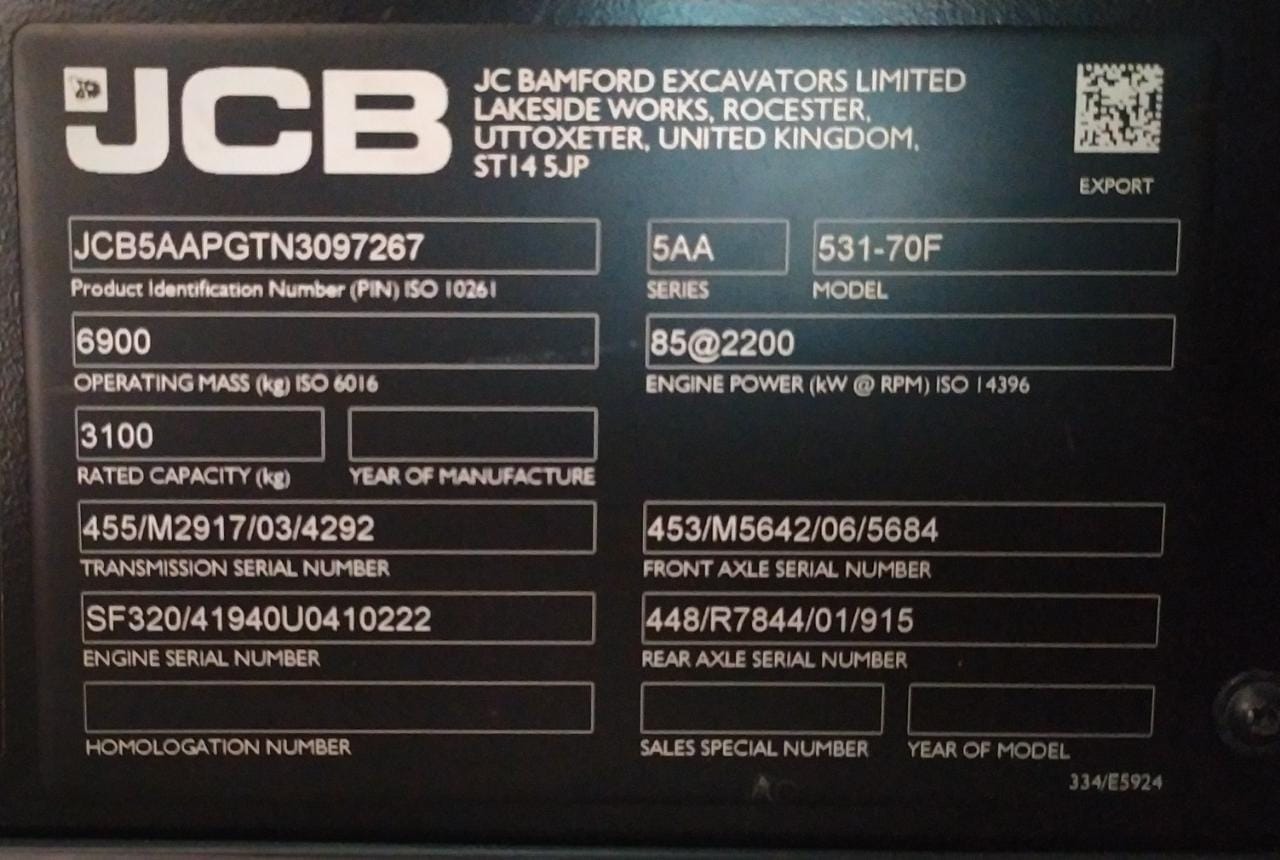 JCB
JC BAMFORD EXCAVATORS LIMITED
LAKESIDE WORKS, ROCESTER,
UTTOXETER, UNITED KINGDOM,
ST14 5JP
EXPORT
JCB5AAPGTN3097267
Product Identification Number (PIN) ISO 10261
5AA
SERIES
531-70F
MODEL
6900
OPERATING MASS (kg) ISO 6016
85@2200
ENGINE POWER (kW @ RPM) ISO 14396
3100
RATED CAPACITY (kg)
YEAR OF MANUFACTURE
455/M2917/03/4292
TRANSMISSION SERIAL NUMBER
453/M5642/06/5684
FRONT AXLE SERIAL NUMBER
SF320/41940U0410222
ENGINE SERIAL NUMBER
448/R7844/01/915
REAR AXLE SERIAL NUMBER
HOMOLOGATION NUMBER
SALES SPECIAL NUMBER
YEAR OF MODEL
334/E5924